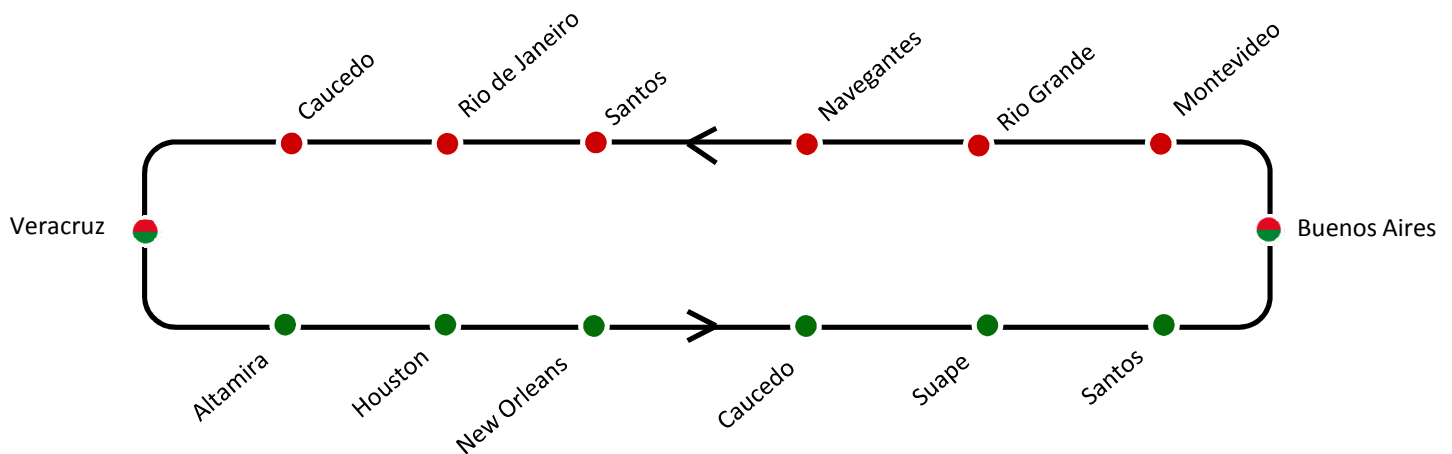 Caucedo
Rio de Janeiro
Santos
Navegantes
Rio Grande
Montevideo
Veracruz
Buenos Aires
Altamira
Houston
New Orleans
Caucedo
Suape
Santos